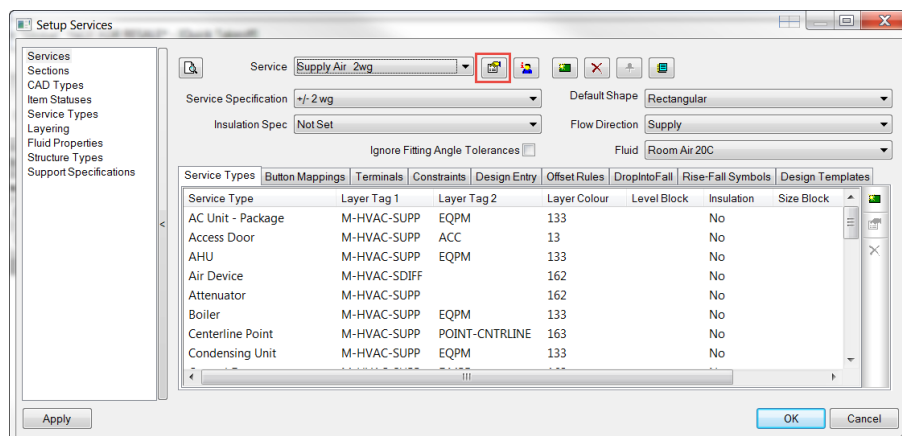 Setup Services
Services
Sections
CAD Types
Item Statuses
Service Types
Layering
Fluid Properties
Structure Types
Support Specifications
Service Supply Air 2wg
Service Specification +/- 2 wg Default Shape Rectangular
Insulation Spec Not Set Flow Direction Supply
Ignore Fitting Angle Tolerances Fluid Room Air 20C
Service Types Button Mappings Terminals Constraints Design Entry Offset Rules DropIntoFall Rise-Fall Symbols Design Templates
Service Type Layer Tag 1 Layer Tag 2 Layer Colour Level Block Insulation Size Block
AC Unit - Package M-HVAC-SUPP EQPM 133 No
Access Door M-HVAC-SUPP ACC 13 No
AHU M-HVAC-SUPP EQPM 133 No
Air Device M-HVAC-SDIFF 162 No
Attenuator M-HVAC-SUPP 162 No
Boiler M-HVAC-SUPP EQPM 133 No
Centerline Point M-HVAC-SUPP POINT-CNTRLINE 163 No
Condensing Unit M-HVAC-SUPP EQPM 133 No
Apply OK Cancel